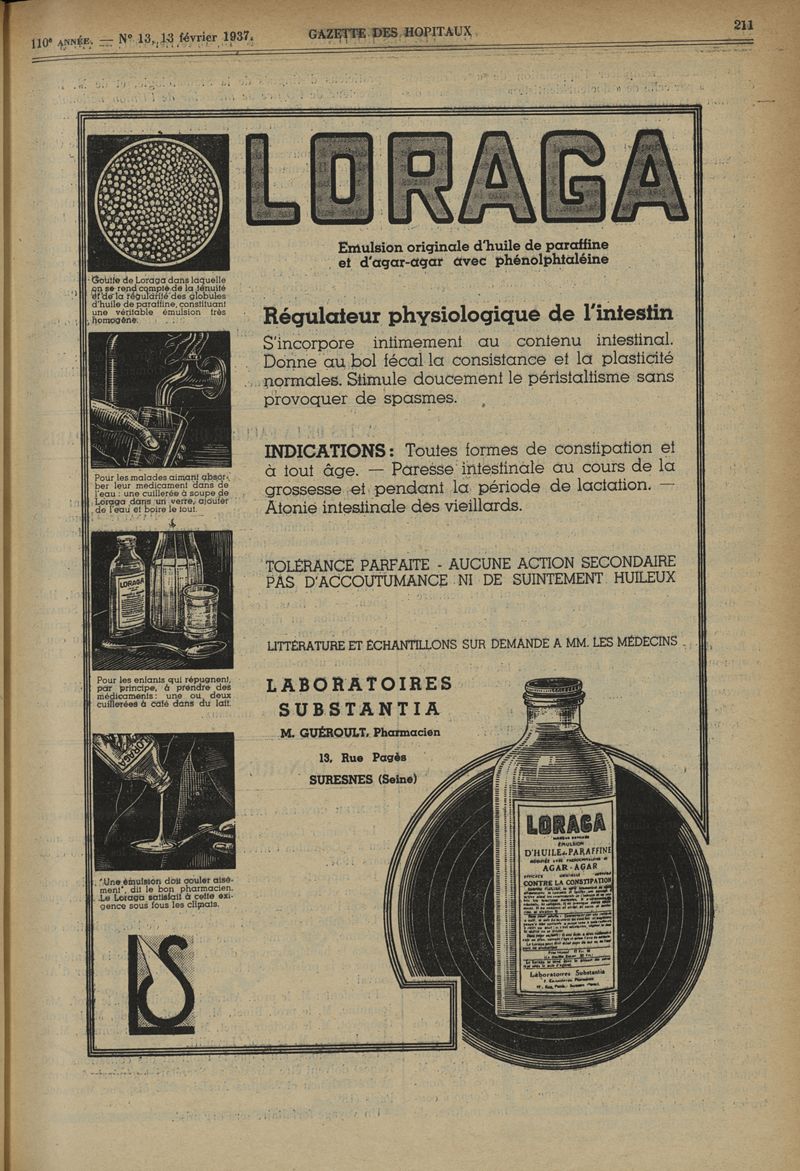 110e ANNÉE. — N° 13, 13 février 1937.
GAZETTE DES HOPITAUX
211
LORAGA
Emulsion originale d'huile de paraffine
et d'agar-agar avec phénolphtaléine
Goutte de Loraga dans laquelle
on se rend compte de la ténuité
et de la régularité des globules
d'huile de paraffine, constituant
une véritable émulsion très
homogène.
Régulateur physiologique de l'intestin
S'incorpore intimement au contenu intestinal.
Donne au bol fécal la consistance et la plasticité
normales. Stimule doucement le péristaltisme sans
provoquer de spasmes.
Pour les malades aimant absor-
ber leur médicament dans de
l'eau : une cuillerée à soupe de
Loraga dans un verre, ajouter
de l'eau et boire le tout.
INDICATIONS : Toutes formes de constipation et
à tout âge. — Paresse intestinale au cours de la
grossesse et pendant la période de lactation. —
Atonie intestinale des vieillards.
TOLÉRANCE PARFAITE - AUCUNE ACTION SECONDAIRE
PAS D'ACCOUTUMANCE NI DE SUINTEMENT HUILEUX
LORAGA
LITTÉRATURE ET ÉCHANTILLONS SUR DEMANDE A MM. LES MÉDECINS
Pour les enfants qui répugnent,
par principe, à prendre des
médicaments : une ou deux
cuillerées à café dans du lait.
LABORATOIRES
SUBSTANTIA
M. GUÉROULT, Pharmacien
13, Rue Pagès
SURESNES (Seine)
LORAGA
"Une émulsion doit couler aisé-
ment", dit le bon pharmacien.
Le Loraga satisfait à cette exi-
gence sous tous les climats.
LS
LORAGA
EMULSION
D'HUILE DE PARAFFINE
AGAR-AGAR
CONTRE LA CONSTIPATION
Laboratoires Substantia